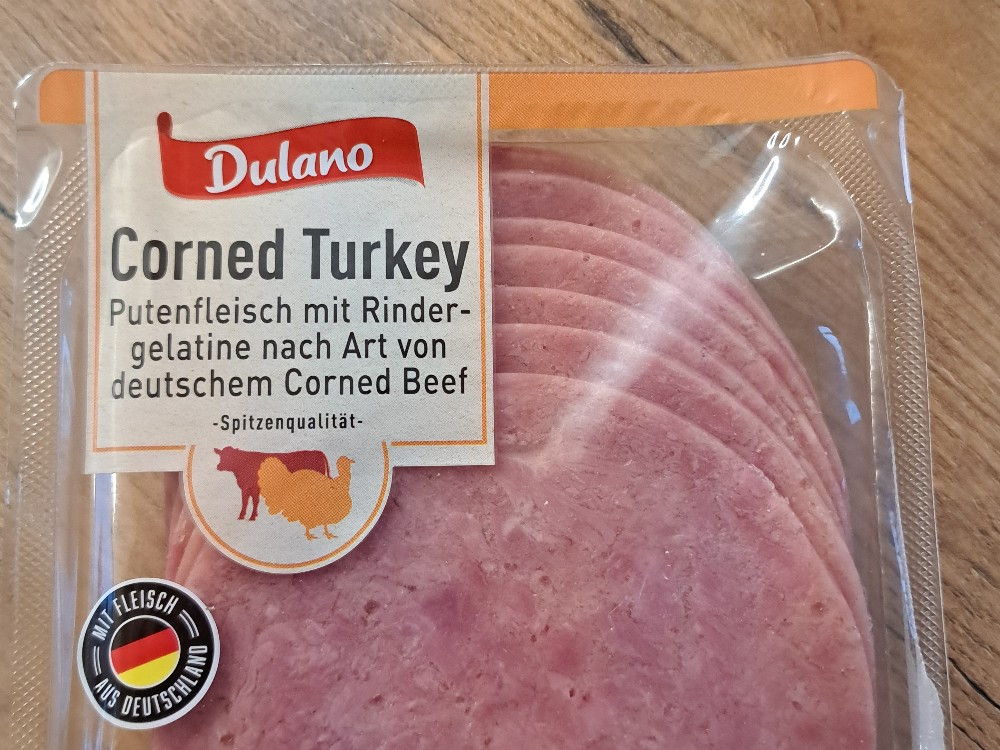 Dulano
Corned Turkey
Putenfleisch mit Rinder-
gelatine nach Art von
deutschem Corned Beef
-Spitzenqualität-
MIT FLEISCH
AUS DEUTSCHLAND